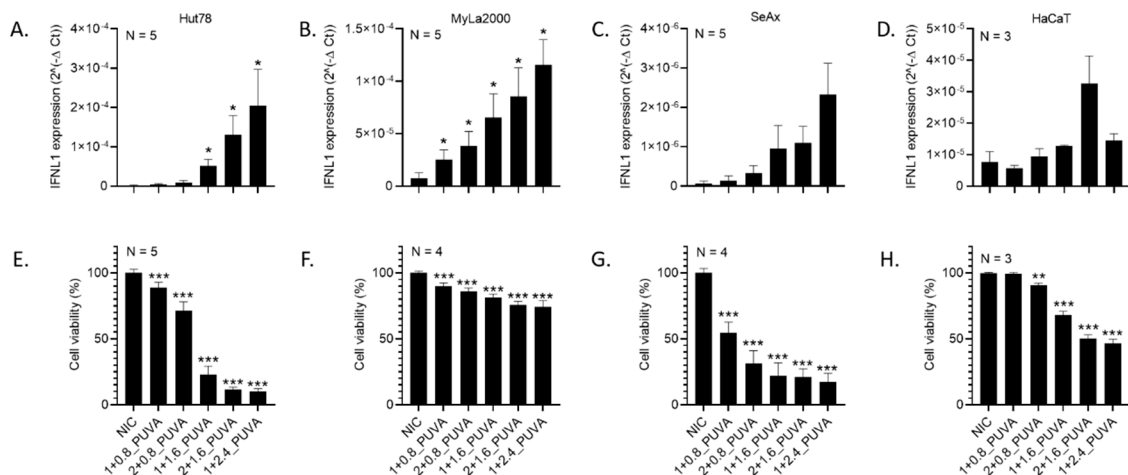 A.
Hut78
N = 5
IFNL1 expression (2^(-Δ Ct))
3×10⁻⁴
2×10⁻⁴
1×10⁻⁴
0
* * *
B.
MyLa2000
N = 5
IFNL1 expression (2^(-Δ Ct))
1.5×10⁻⁴
1×10⁻⁴
5×10⁻⁵
0
* * * * *
C.
SeAx
N = 5
IFNL1 expression (2^(-Δ Ct))
4×10⁻⁵
3×10⁻⁵
2×10⁻⁵
1×10⁻⁵
0
D.
HaCaT
N = 3
IFNL1 expression (2^(-Δ Ct))
5×10⁻⁵
4×10⁻⁵
3×10⁻⁵
2×10⁻⁵
1×10⁻⁵
0
E.
N = 5
Cell viability (%)
100
50
0
*** *** *** *** ***
NIC
1+0.8_PUVA
2+0.8_PUVA
1+1.6_PUVA
2+1.6_PUVA
1+2.4_PUVA
F.
N = 4
Cell viability (%)
100
50
0
*** *** *** *** ***
NIC
1+0.8_PUVA
2+0.8_PUVA
1+1.6_PUVA
2+1.6_PUVA
1+2.4_PUVA
G.
N = 4
Cell viability (%)
100
50
0
*** *** *** *** ***
NIC
1+0.8_PUVA
2+0.8_PUVA
1+1.6_PUVA
2+1.6_PUVA
1+2.4_PUVA
H.
N = 3
Cell viability (%)
100
50
0
** *** *** ***
NIC
1+0.8_PUVA
2+0.8_PUVA
1+1.6_PUVA
2+1.6_PUVA
1+2.4_PUVA